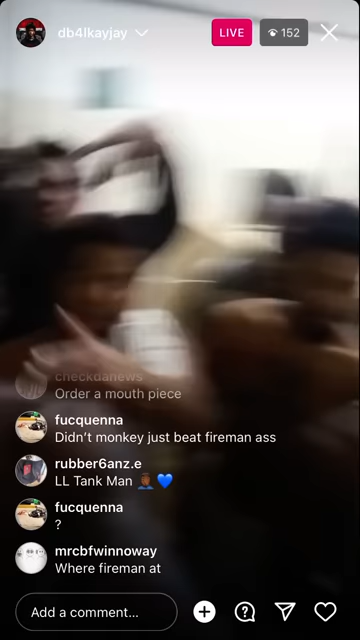 db4lkayjay
LIVE
152
checkdanews
Order a mouth piece
fucquenna
Didn't monkey just beat fireman ass
rubber6anz.e
LL Tank Man 🤷🏾‍♂️💙
fucquenna
?
mrcbfwinnoway
Where fireman at
Add a comment...